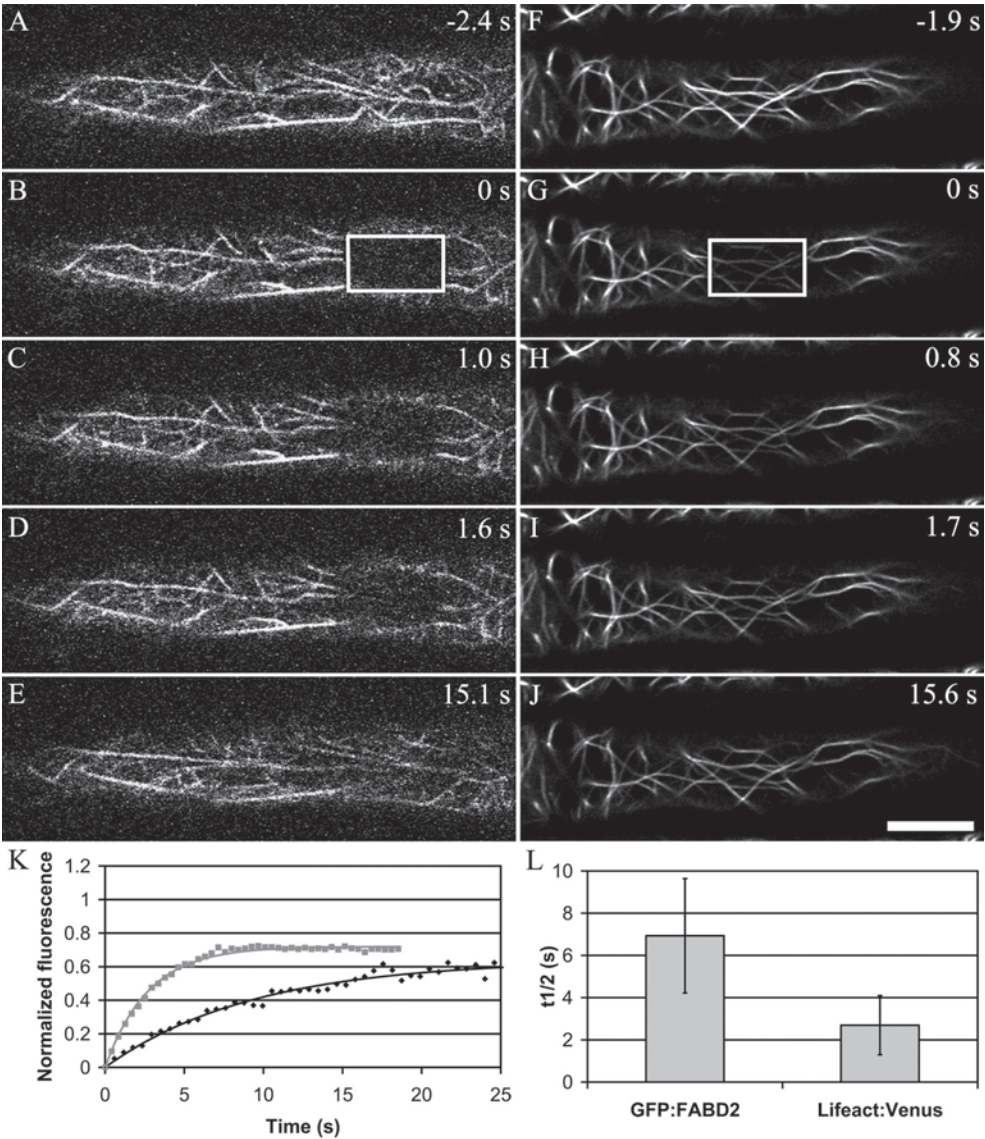 A -2.4 s
B 0 s
C 1.0 s
D 1.6 s
E 15.1 s
F -1.9 s
G 0 s
H 0.8 s
I 1.7 s
J 15.6 s
K
Normalized fluorescence
1.2
1
0.8
0.6
0.4
0.2
0
0 5 10 15 20 25
Time (s)
L
t1/2 (s)
10
8
6
4
2
0
GFP:FABD2 Lifeact:Venus